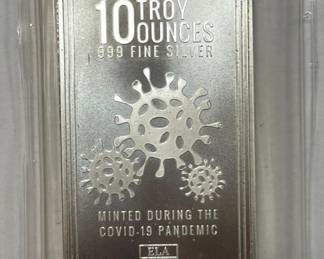 10 TROY
OUNCES
999 FINE SILVER
MINTED DURING THE
COVID-19 PANDEMIC
ELA